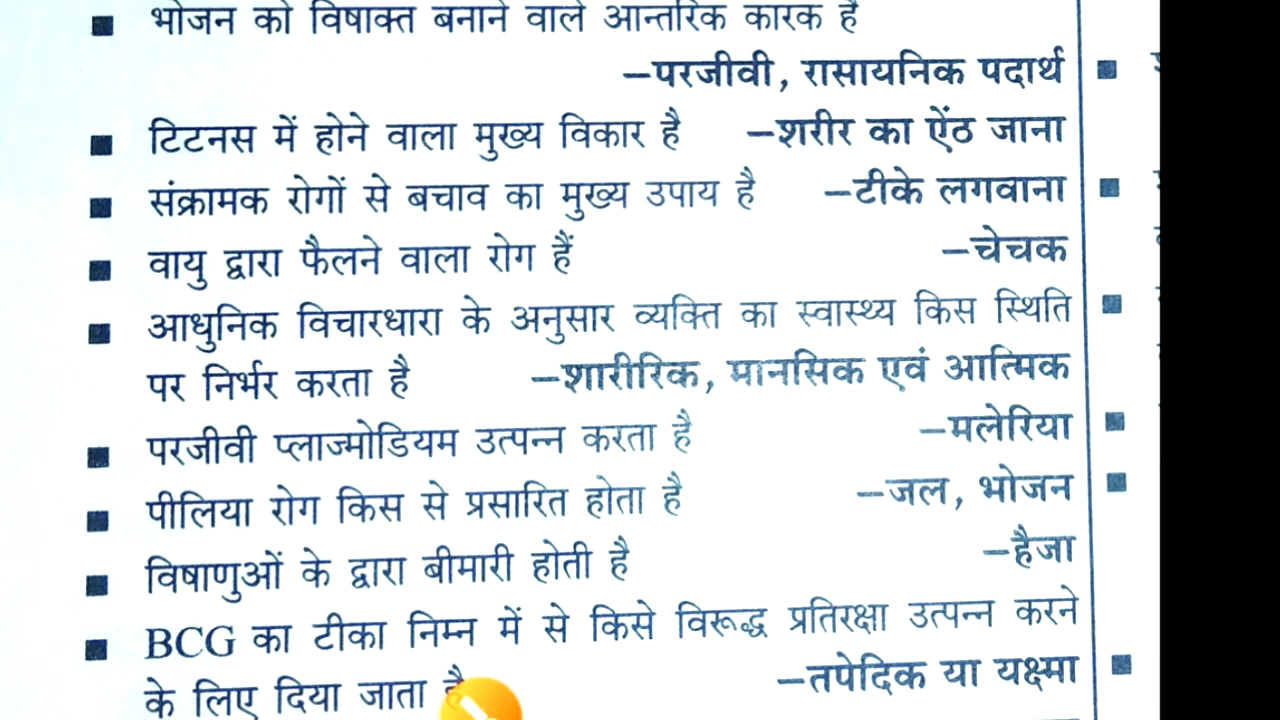 ■ भोजन को विषाक्त बनाने वाले आन्तरिक कारक है
–परजीवी, रासायनिक पदार्थ
■ टिटनस में होने वाला मुख्य विकार है –शरीर का ऐंठ जाना
■ संक्रामक रोगों से बचाव का मुख्य उपाय है –टीके लगवाना
■ वायु द्वारा फैलने वाला रोग हैं –चेचक
■ आधुनिक विचारधारा के अनुसार व्यक्ति का स्वास्थ्य किस स्थिति
पर निर्भर करता है –शारीरिक, मानसिक एवं आत्मिक
■ परजीवी प्लाज्मोडियम उत्पन्न करता है –मलेरिया
■ पीलिया रोग किस से प्रसारित होता है –जल, भोजन
■ विषाणुओं के द्वारा बीमारी होती है –हैजा
■ BCG का टीका निम्न में से किसे विरूद्ध प्रतिरक्षा उत्पन्न करने
के लिए दिया जाता है –तपेदिक या यक्ष्मा